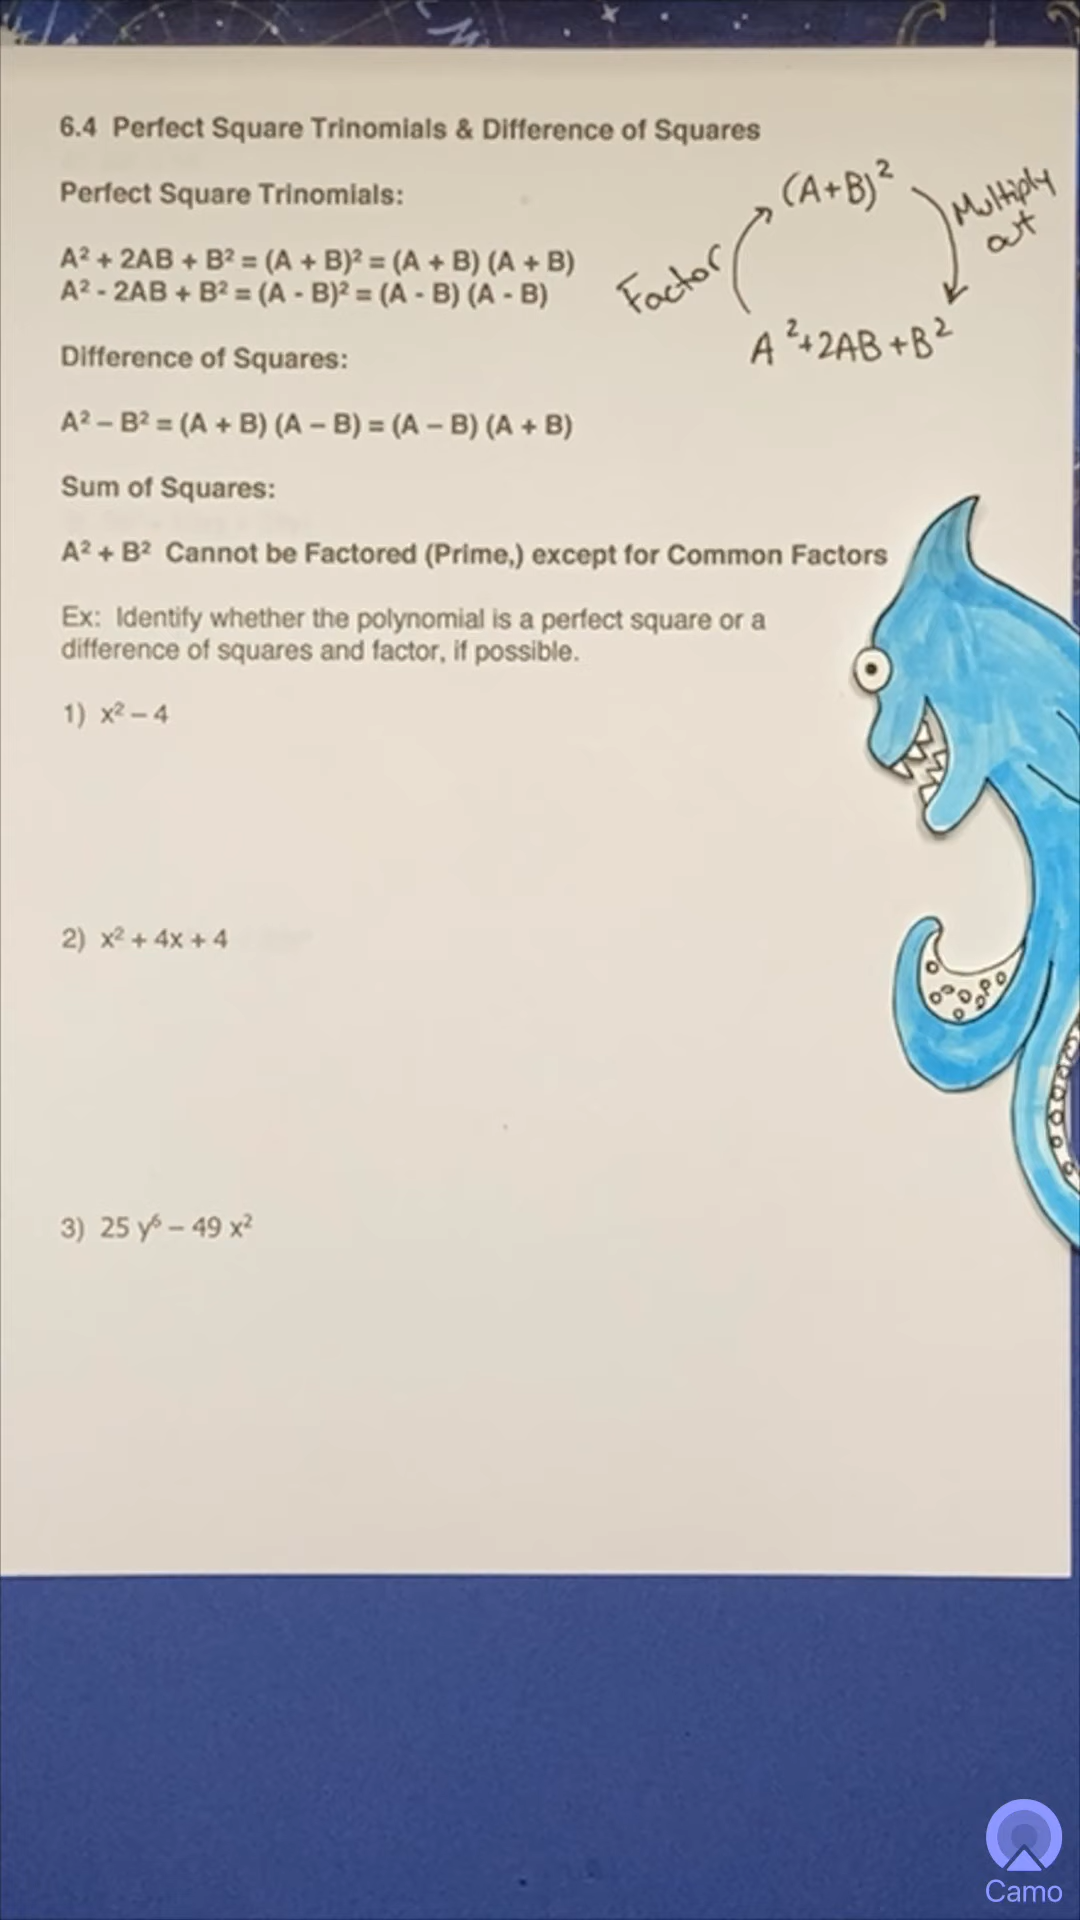 6.4 Perfect Square Trinomials & Difference of Squares
Perfect Square Trinomials:
A² + 2AB + B² = (A + B)² = (A + B) (A + B)
A² - 2AB + B² = (A - B)² = (A - B) (A - B)
(A+B)²
Multiply
out
Factor
A²+2AB+B²
Difference of Squares:
A² – B² = (A + B) (A – B) = (A – B) (A + B)
Sum of Squares:
A² + B² Cannot be Factored (Prime,) except for Common Factors
Ex: Identify whether the polynomial is a perfect square or a
difference of squares and factor, if possible.
1) x² – 4
2) x² + 4x + 4
3) 25 y⁶ – 49 x²
Camo